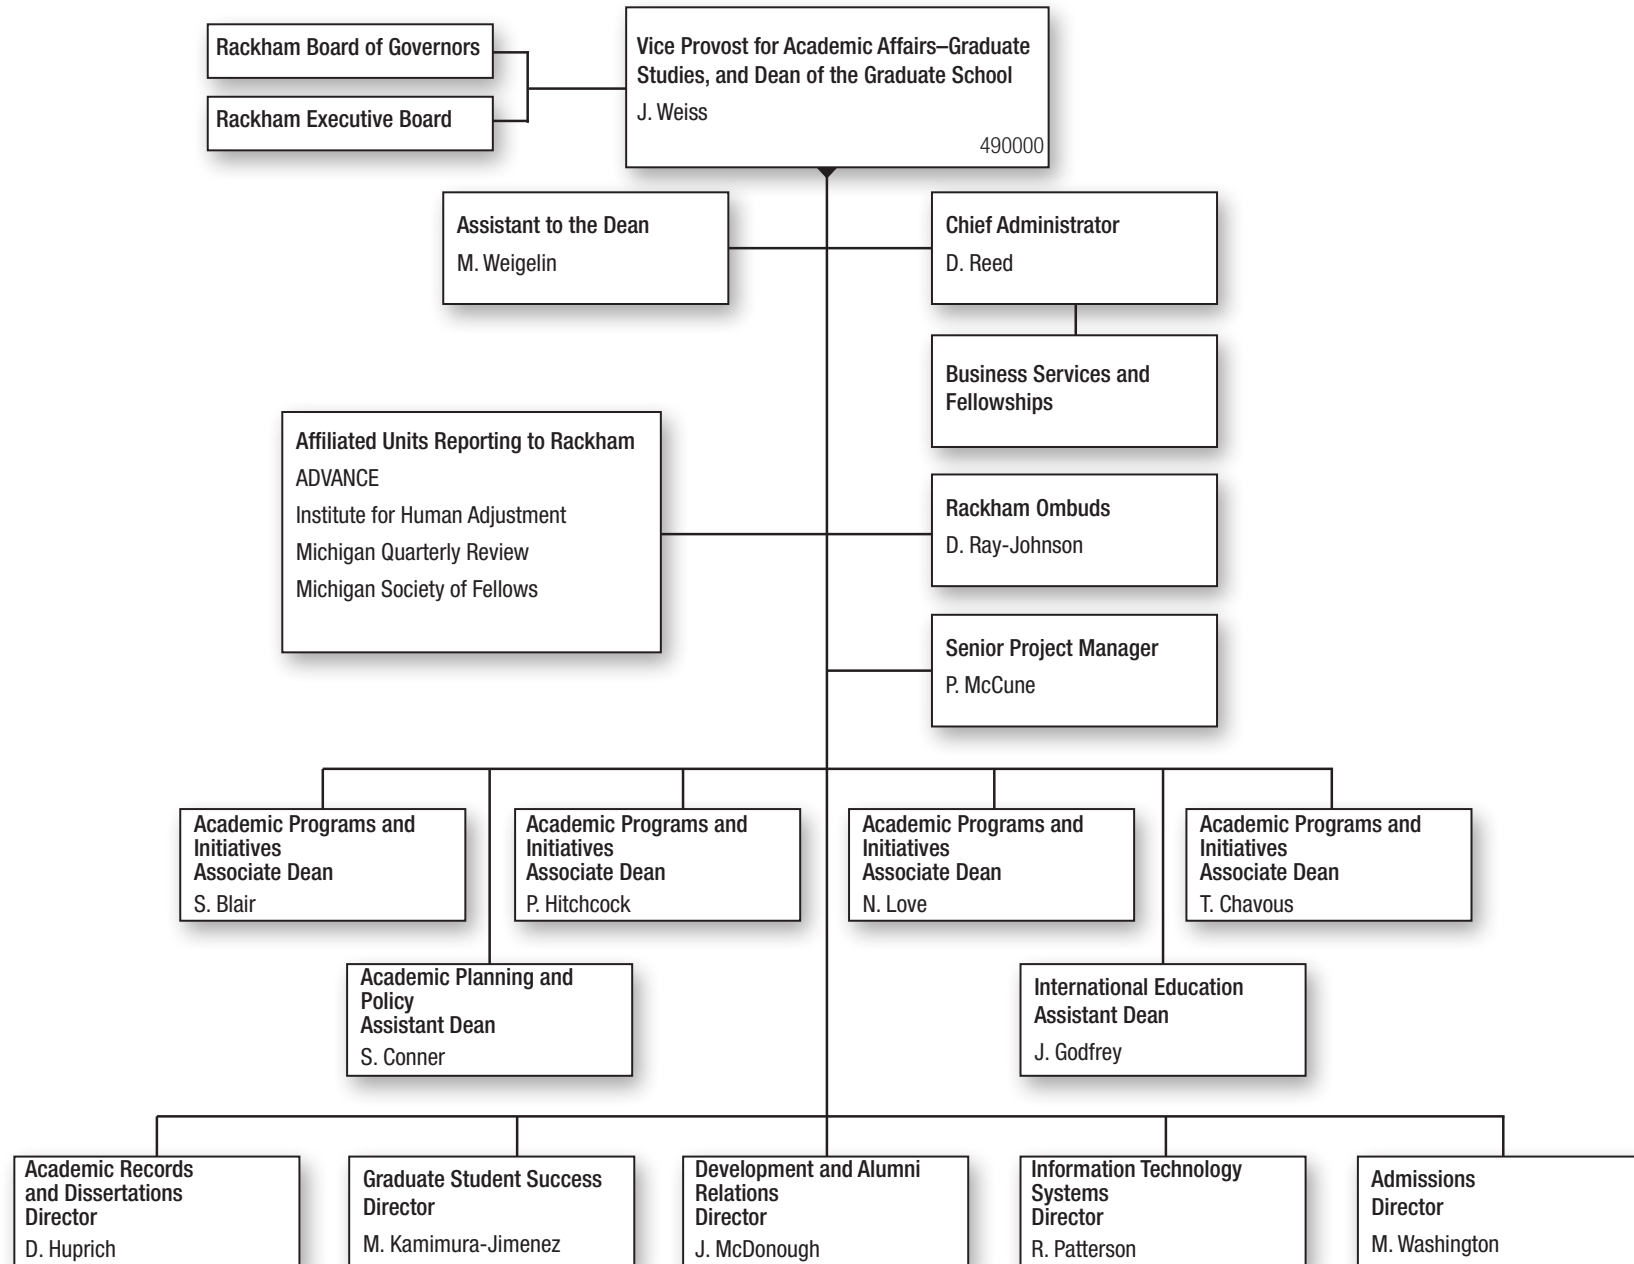 Rackham Board of Governors
Rackham Executive Board
Vice Provost for Academic Affairs–Graduate
Studies, and Dean of the Graduate School
J. Weiss
490000
Assistant to the Dean
M. Weigelin
Chief Administrator
D. Reed
Business Services and
Fellowships
Affiliated Units Reporting to Rackham
ADVANCE
Institute for Human Adjustment
Michigan Quarterly Review
Michigan Society of Fellows
Rackham Ombuds
D. Ray-Johnson
Senior Project Manager
P. McCune
Academic Programs and
Initiatives
Associate Dean
S. Blair
Academic Programs and
Initiatives
Associate Dean
P. Hitchcock
Academic Programs and
Initiatives
Associate Dean
N. Love
Academic Programs and
Initiatives
Associate Dean
T. Chavous
Academic Planning and
Policy
Assistant Dean
S. Conner
International Education
Assistant Dean
J. Godfrey
Academic Records
and Dissertations
Director
D. Huprich
Graduate Student Success
Director
M. Kamimura-Jimenez
Development and Alumni
Relations
Director
J. McDonough
Information Technology
Systems
Director
R. Patterson
Admissions
Director
M. Washington